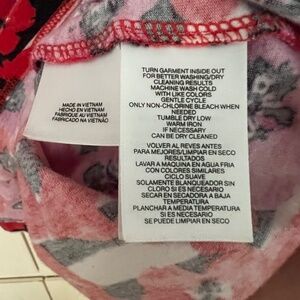 MADE IN VIETNAM
HECHO EN VIETNAM
FABRIQUE AU VIETNAM
FABRICADO NA VIETNÃO
TURN GARMENT INSIDE OUT
FOR BETTER WASHING/DRY
CLEANING RESULTS
MACHINE WASH COLD
WITH LIKE COLORS
GENTLE CYCLE
ONLY NON-CHLORINE BLEACH WHEN
NEEDED
TUMBLE DRY LOW
WARM IRON
IF NECESSARY
CAN BE DRY CLEANED
VOLVER AL REVES ANTES
PARA MEJORES/LIMPIAR EN SECO
RESULTADOS
LAVAR A MAQUINA EN AGUA FRIA
CON COLORES SIMILARES
CICLO SUAVE
SOLAMENTE BLANQUEADOR SIN
CLORO SI ES NECESARIO
SECAR EN SECADORA A BAJA
TEMPERATURA
PLANCHAR A MEDIA TEMPERATURA
SI ES NECESARIO
SE PUEDE LIMPIAR EN SECO